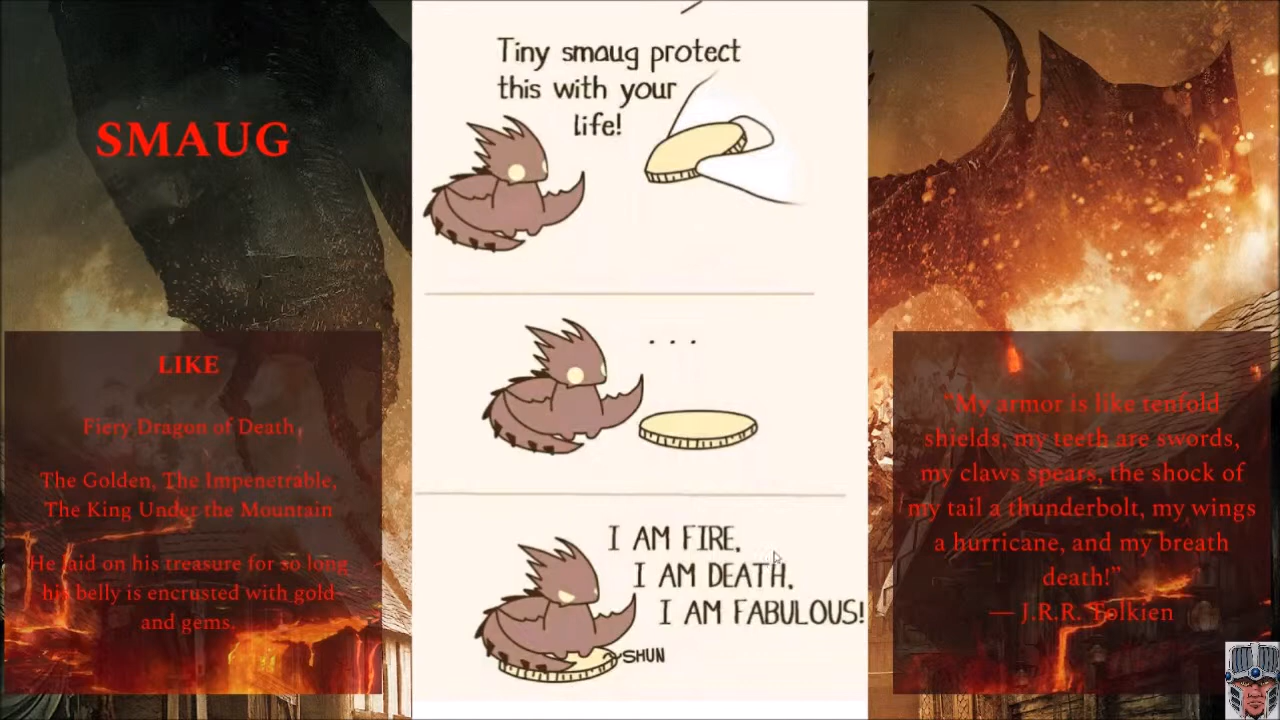 SMAUG
LIKE
Fiery Dragon of Death,
The Golden, The Impenetrable,
The King Under the Mountain
He laid on his treasure for so long
his belly is encrusted with gold
and gems.
Tiny smaug protect
this with your
life!
. . .
I AM FIRE,
I AM DEATH,
I AM FABULOUS!
SHUN
“My armor is like tenfold
shields, my teeth are swords,
my claws spears, the shock of
my tail a thunderbolt, my wings
a hurricane, and my breath
death!”
— J.R.R. Tolkien